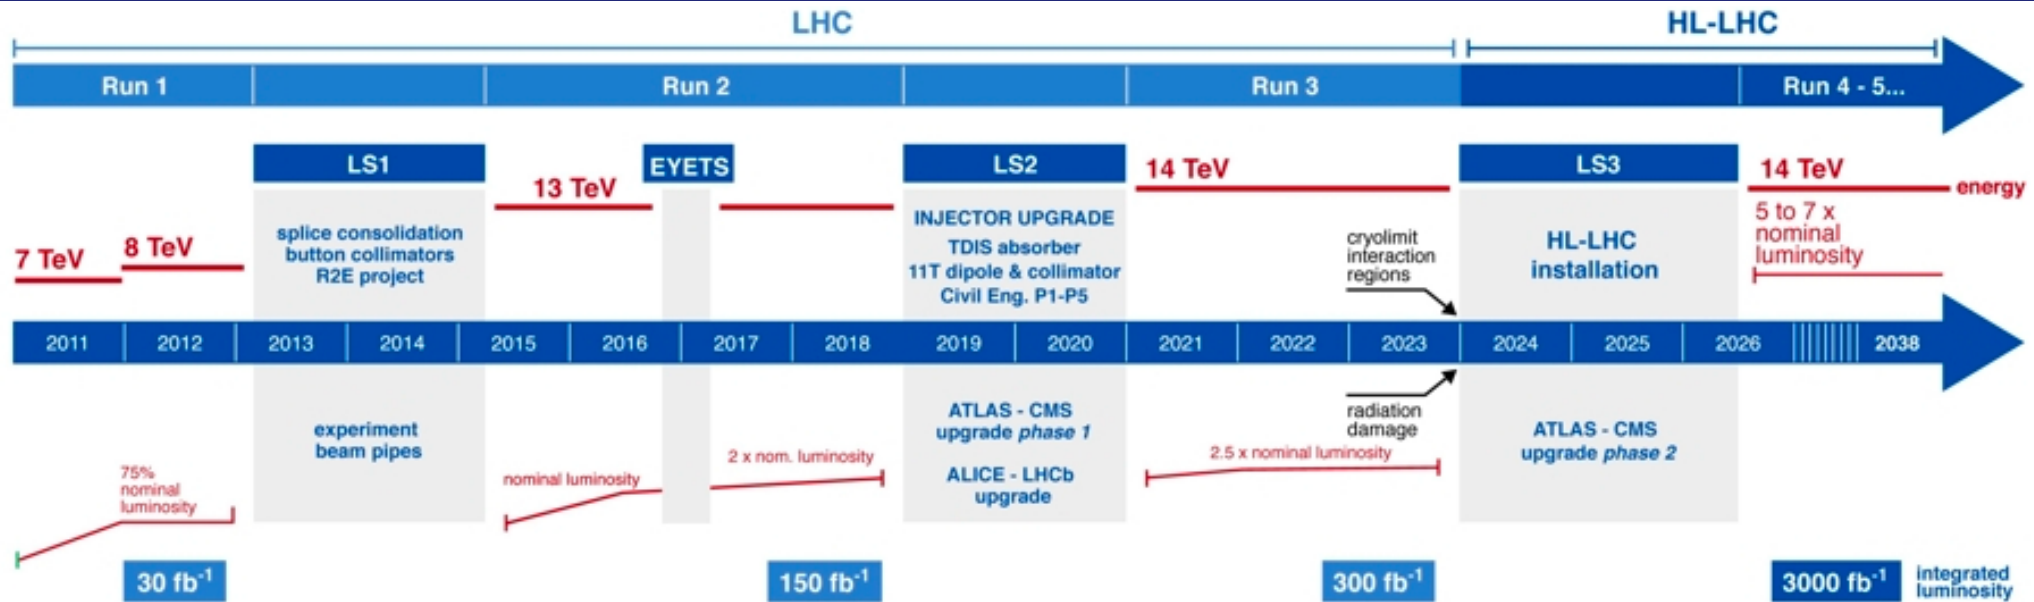 LHC
HL-LHC
Run 1
Run 2
Run 3
Run 4 - 5...
LS1
EYETS
LS2
LS3
13 TeV
14 TeV
14 TeV
energy
7 TeV
8 TeV
splice consolidation
button collimators
R2E project
INJECTOR UPGRADE
TDIS absorber
11T dipole & collimator
Civil Eng. P1-P5
cryolimit
interaction
regions
HL-LHC
installation
5 to 7 x
nominal
luminosity
2011
2012
2013
2014
2015
2016
2017
2018
2019
2020
2021
2022
2023
2024
2025
2026
2038
75%
nominal
luminosity
experiment
beam pipes
nominal luminosity
2 x nom. luminosity
ATLAS - CMS
upgrade phase 1
ALICE - LHCb
upgrade
radiation
damage
2.5 x nominal luminosity
ATLAS - CMS
upgrade phase 2
30 fb⁻¹
150 fb⁻¹
300 fb⁻¹
3000 fb⁻¹
integrated
luminosity